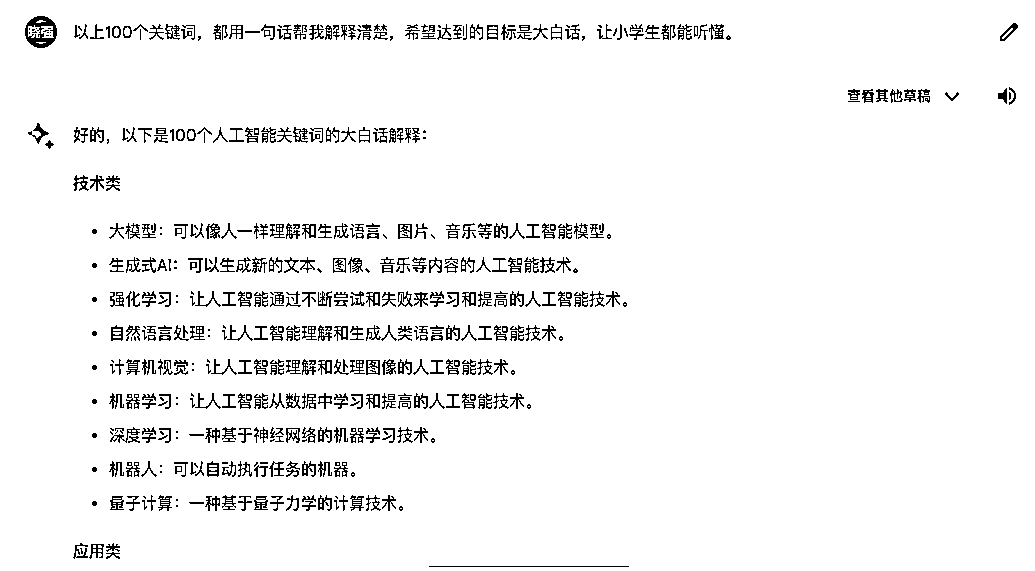 晓蛋
以上100个关键词，都用一句话帮我解释清楚，希望达到的目标是大白话，让小学生都能听懂。
查看其他草稿
好的，以下是100个人工智能关键词的大白话解释：
技术类
• 大模型：可以像人一样理解和生成语言、图片、音乐等的人工智能模型。
• 生成式AI：可以生成新的文本、图像、音乐等内容的人工智能技术。
• 强化学习：让人工智能通过不断尝试和失败来学习和提高的人工智能技术。
• 自然语言处理：让人工智能理解和生成人类语言的人工智能技术。
• 计算机视觉：让人工智能理解和处理图像的人工智能技术。
• 机器学习：让人工智能从数据中学习和提高的人工智能技术。
• 深度学习：一种基于神经网络的机器学习技术。
• 机器人：可以自动执行任务的机器。
• 量子计算：一种基于量子力学的计算技术。
应用类